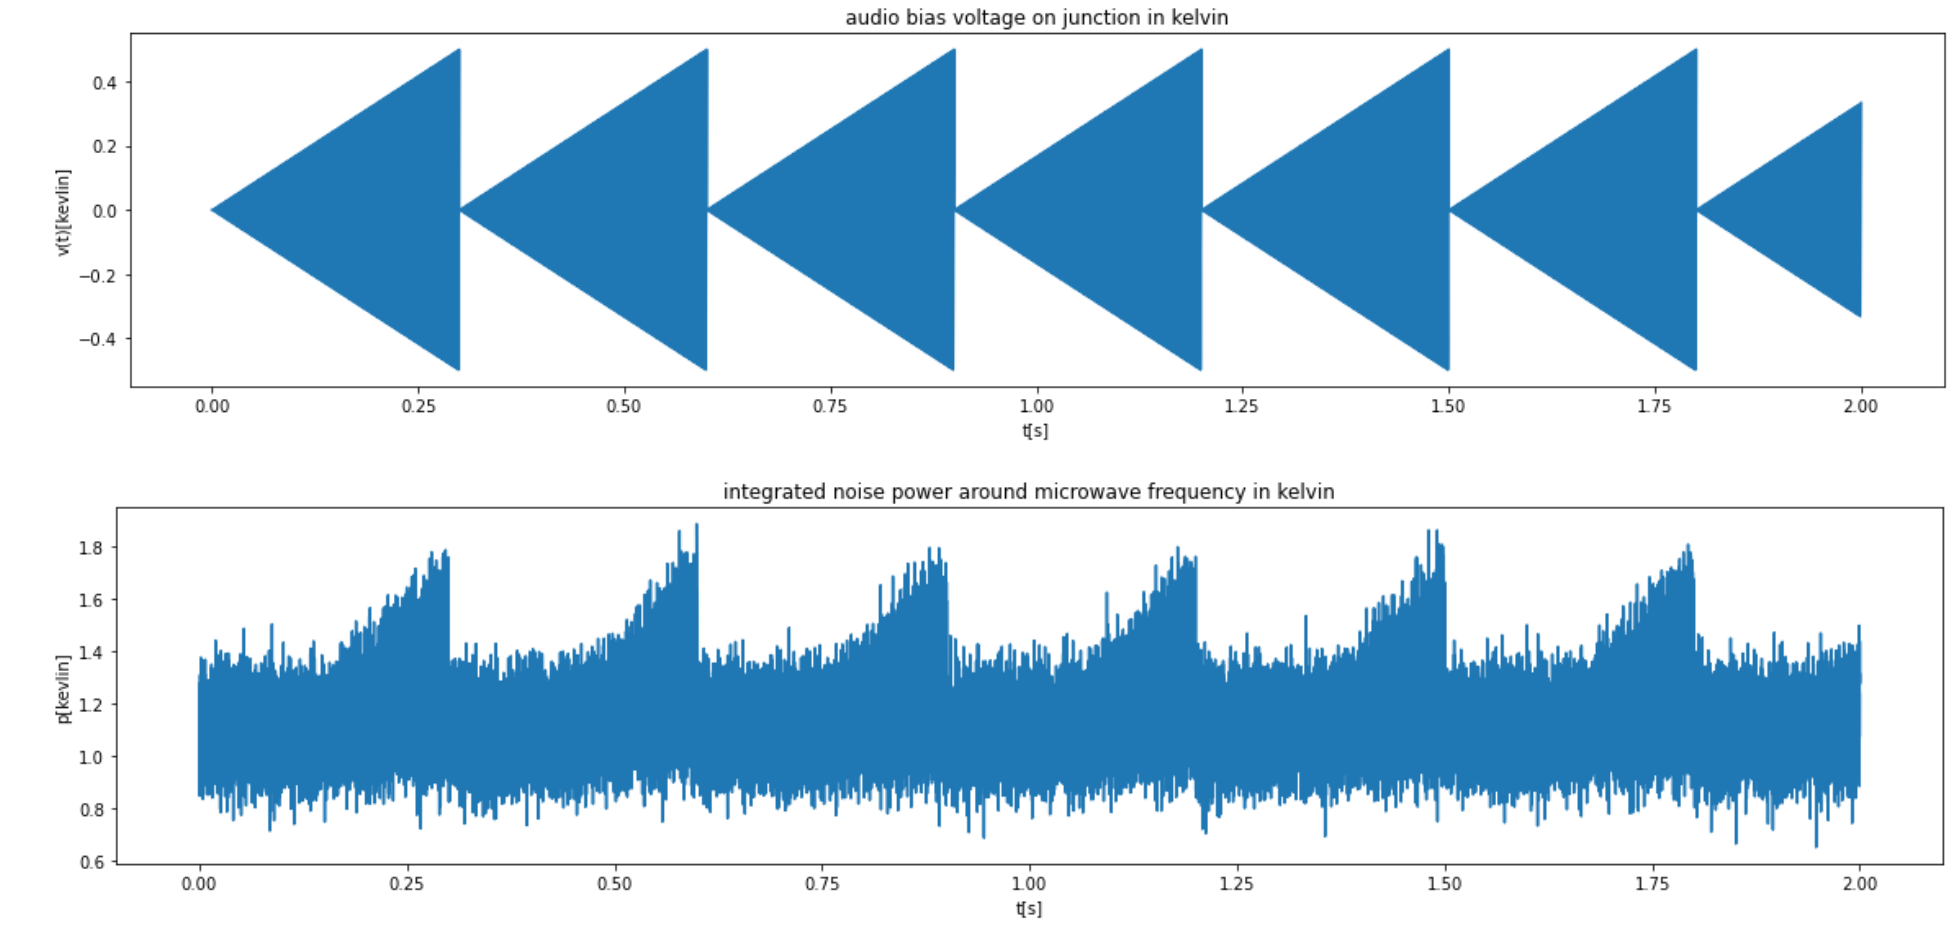 audio bias voltage on junction in kelvin
0.4
0.2
0.0
−0.2
−0.4
v(t)[kevlin]
0.00 0.25 0.50 0.75 1.00 1.25 1.50 1.75 2.00
t[s]
integrated noise power around microwave frequency in kelvin
1.8
1.6
1.4
1.2
1.0
0.8
0.6
p[kevlin]
0.00 0.25 0.50 0.75 1.00 1.25 1.50 1.75 2.00
t[s]